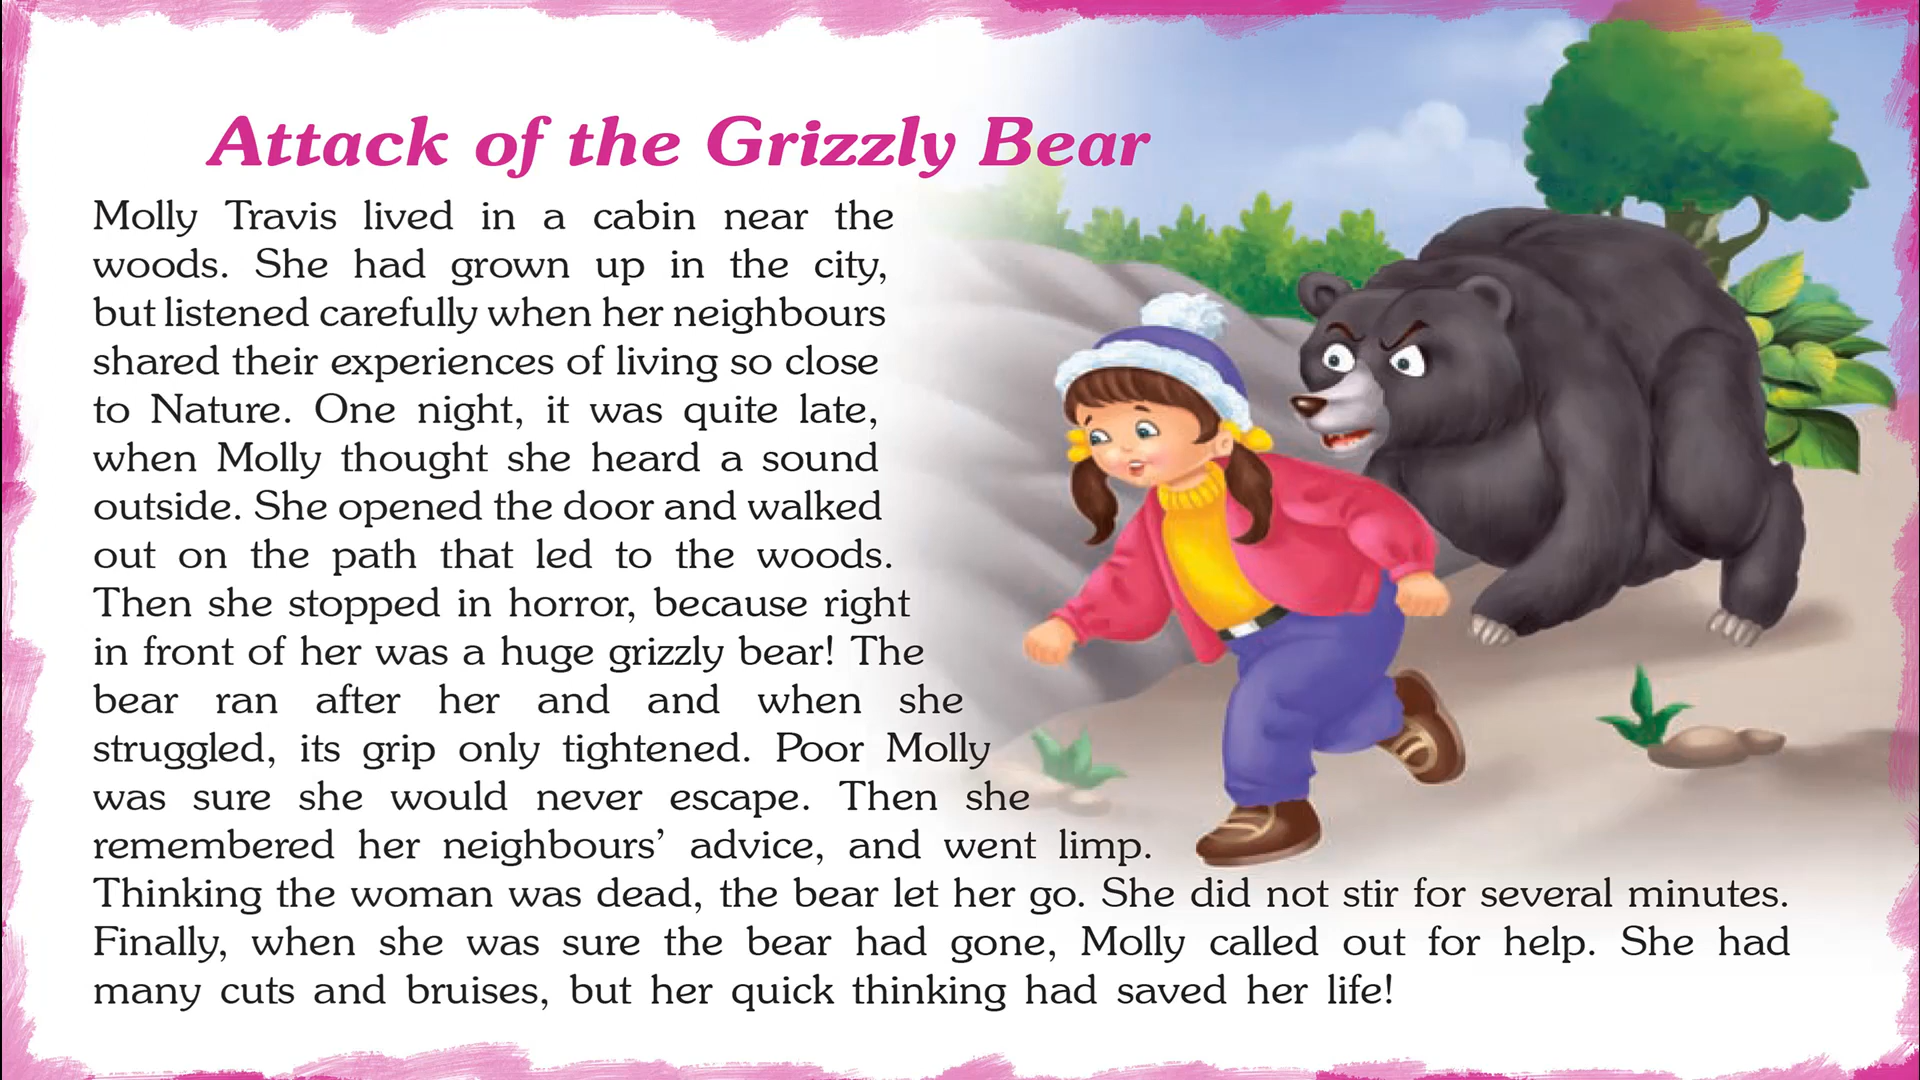 Attack of the Grizzly Bear
Molly Travis lived in a cabin near the
woods. She had grown up in the city,
but listened carefully when her neighbours
shared their experiences of living so close
to Nature. One night, it was quite late,
when Molly thought she heard a sound
outside. She opened the door and walked
out on the path that led to the woods.
Then she stopped in horror, because right
in front of her was a huge grizzly bear! The
bear ran after her and and when she
struggled, its grip only tightened. Poor Molly
was sure she would never escape. Then she
remembered her neighbours’ advice, and went limp.
Thinking the woman was dead, the bear let her go. She did not stir for several minutes.
Finally, when she was sure the bear had gone, Molly called out for help. She had
many cuts and bruises, but her quick thinking had saved her life!